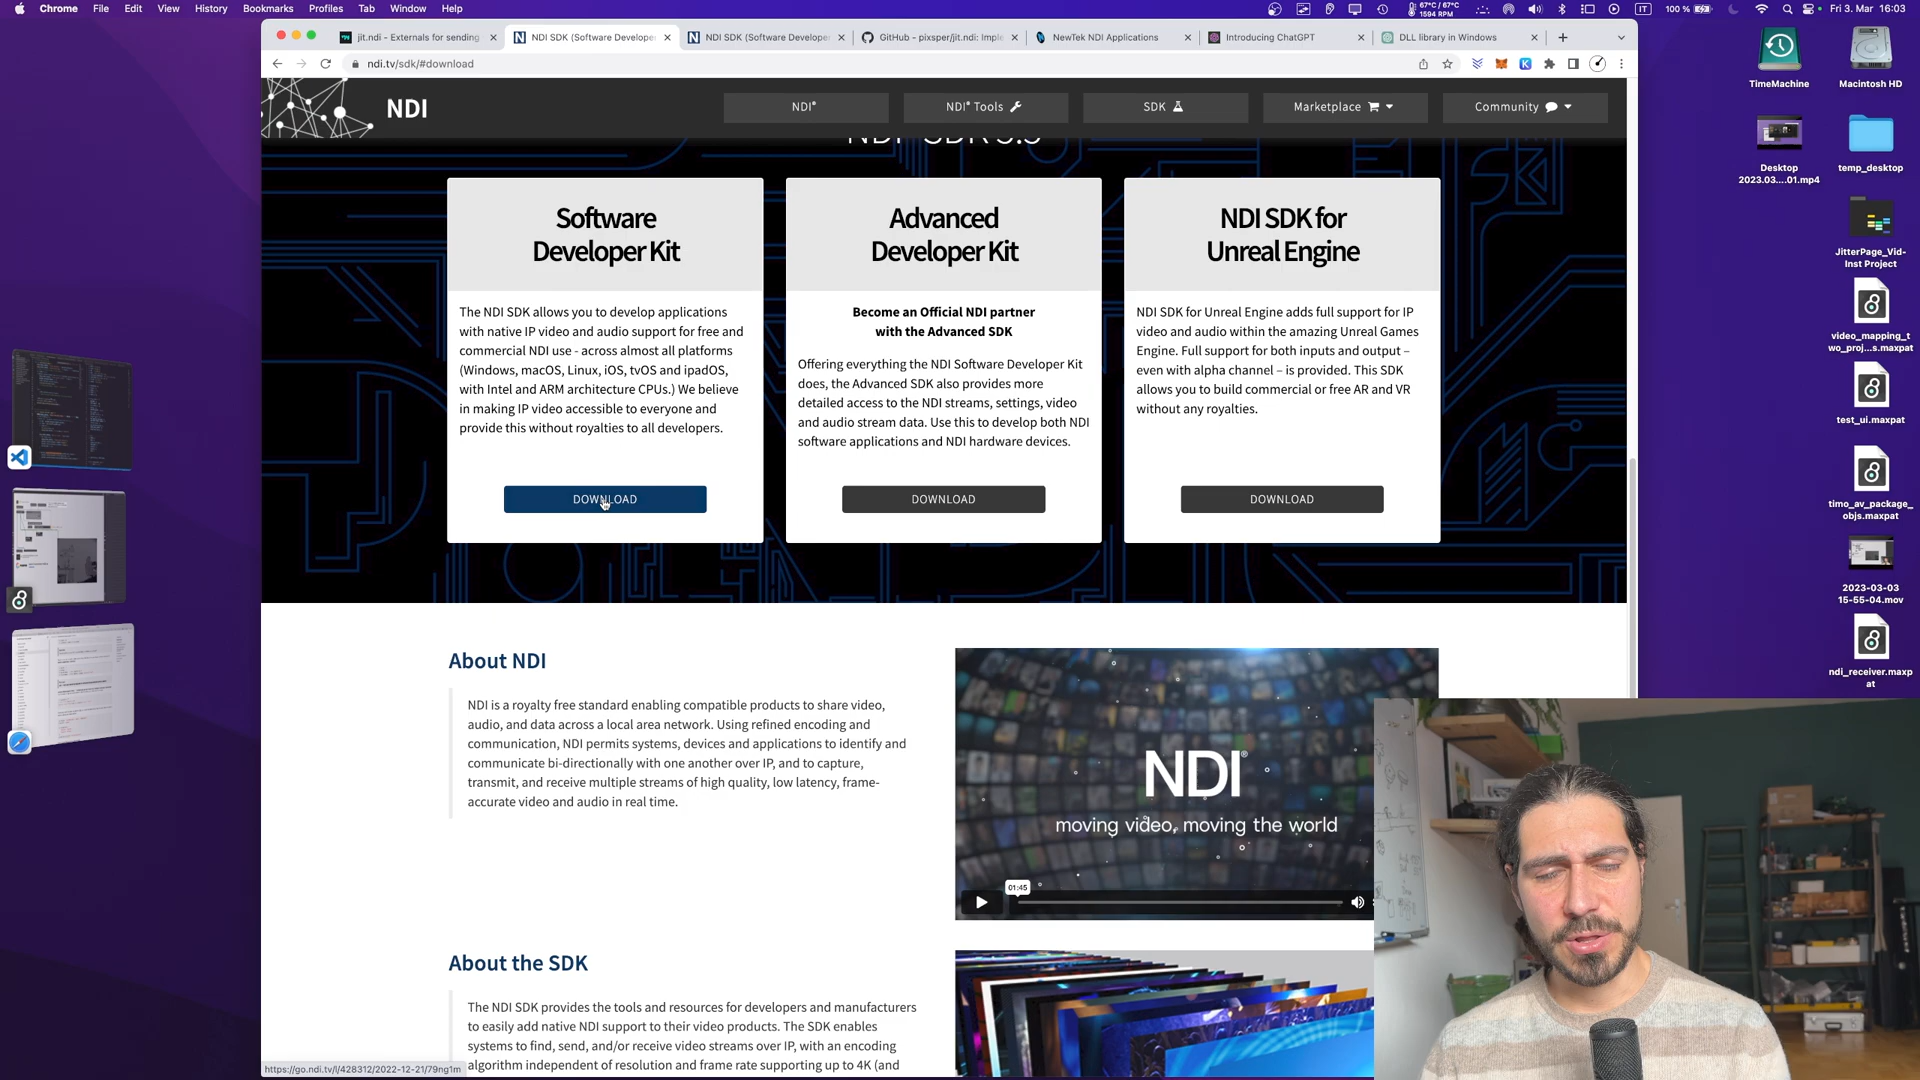 Chrome File Edit View History Bookmarks Profiles Tab Window Help
67°C / 67°C
1594 RPM
IT
100 %
Fri 3. Mar 16:03
jit.ndi - Externals for sending
NDI SDK (Software Developer
NDI SDK (Software Developer
GitHub - pixsper/jit.ndi: Imple
NewTek NDI Applications
Introducing ChatGPT
DLL library in Windows
ndi.tv/sdk/#download
NDI
NDI®
NDI® Tools
SDK
Marketplace
Community
Software
Developer Kit
The NDI SDK allows you to develop applications
with native IP video and audio support for free and
commercial NDI use - across almost all platforms
(Windows, macOS, Linux, iOS, tvOS and ipadOS,
with Intel and ARM architecture CPUs.) We believe
in making IP video accessible to everyone and
provide this without royalties to all developers.
DOWNLOAD
Advanced
Developer Kit
Become an Official NDI partner
with the Advanced SDK
Offering everything the NDI Software Developer Kit
does, the Advanced SDK also provides more
detailed access to the NDI streams, settings, video
and audio stream data. Use this to develop both NDI
software applications and NDI hardware devices.
DOWNLOAD
NDI SDK for
Unreal Engine
NDI SDK for Unreal Engine adds full support for IP
video and audio within the amazing Unreal Games
Engine. Full support for both inputs and output –
even with alpha channel – is provided. This SDK
allows you to build commercial or free AR and VR
without any royalties.
DOWNLOAD
About NDI
NDI is a royalty free standard enabling compatible products to share video,
audio, and data across a local area network. Using refined encoding and
communication, NDI permits systems, devices and applications to identify and
communicate bi-directionally with one another over IP, and to capture,
transmit, and receive multiple streams of high quality, low latency, frame-
accurate video and audio in real time.
NDI®
moving video, moving the world
01:45
About the SDK
The NDI SDK provides the tools and resources for developers and manufacturers
to easily add native NDI support to their video products. The SDK enables
systems to find, send, and/or receive video streams over IP, with an encoding
algorithm independent of resolution and frame rate supporting up to 4K (and
https://go.ndi.tv/l/428312/2022-12-21/79ng1m
TimeMachine
Macintosh HD
Desktop
2023.03....01.mp4
temp_desktop
JitterPage_Vid-
Inst Project
video_mapping_t
wo_proj...s.maxpat
test_ui.maxpat
timo_av_package_
objs.maxpat
2023-03-03
15-55-04.mov
ndi_receiver.maxp
at